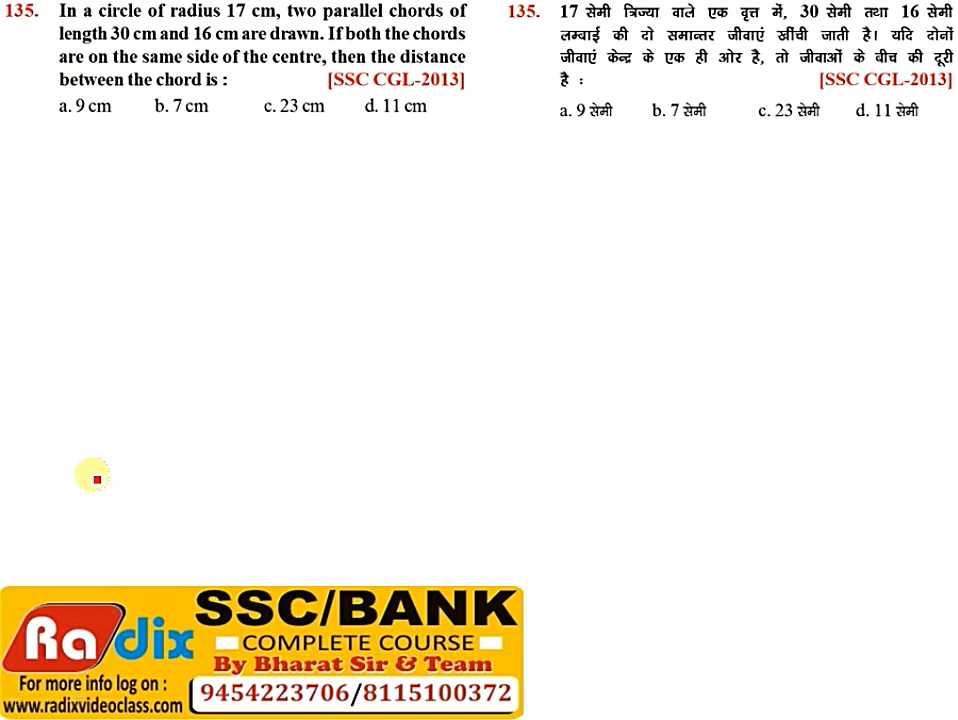 135. In a circle of radius 17 cm, two parallel chords of
length 30 cm and 16 cm are drawn. If both the chords
are on the same side of the centre, then the distance
between the chord is : [SSC CGL-2013]
a. 9 cm b. 7 cm c. 23 cm d. 11 cm
135. 17 सेमी त्रिज्या वाले एक वृत्त में, 30 सेमी तथा 16 सेमी
लम्बाई की दो समान्तर जीवाएं खींची जाती है। यदि दोनों
जीवाएं केन्द्र के एक ही ओर है, तो जीवाओं के बीच की दूरी
है : [SSC CGL-2013]
a. 9 सेमी b. 7 सेमी c. 23 सेमी d. 11 सेमी
Radix
For more info log on :
www.radixvideoclass.com
SSC/BANK
COMPLETE COURSE
By Bharat Sir & Team
9454223706/8115100372